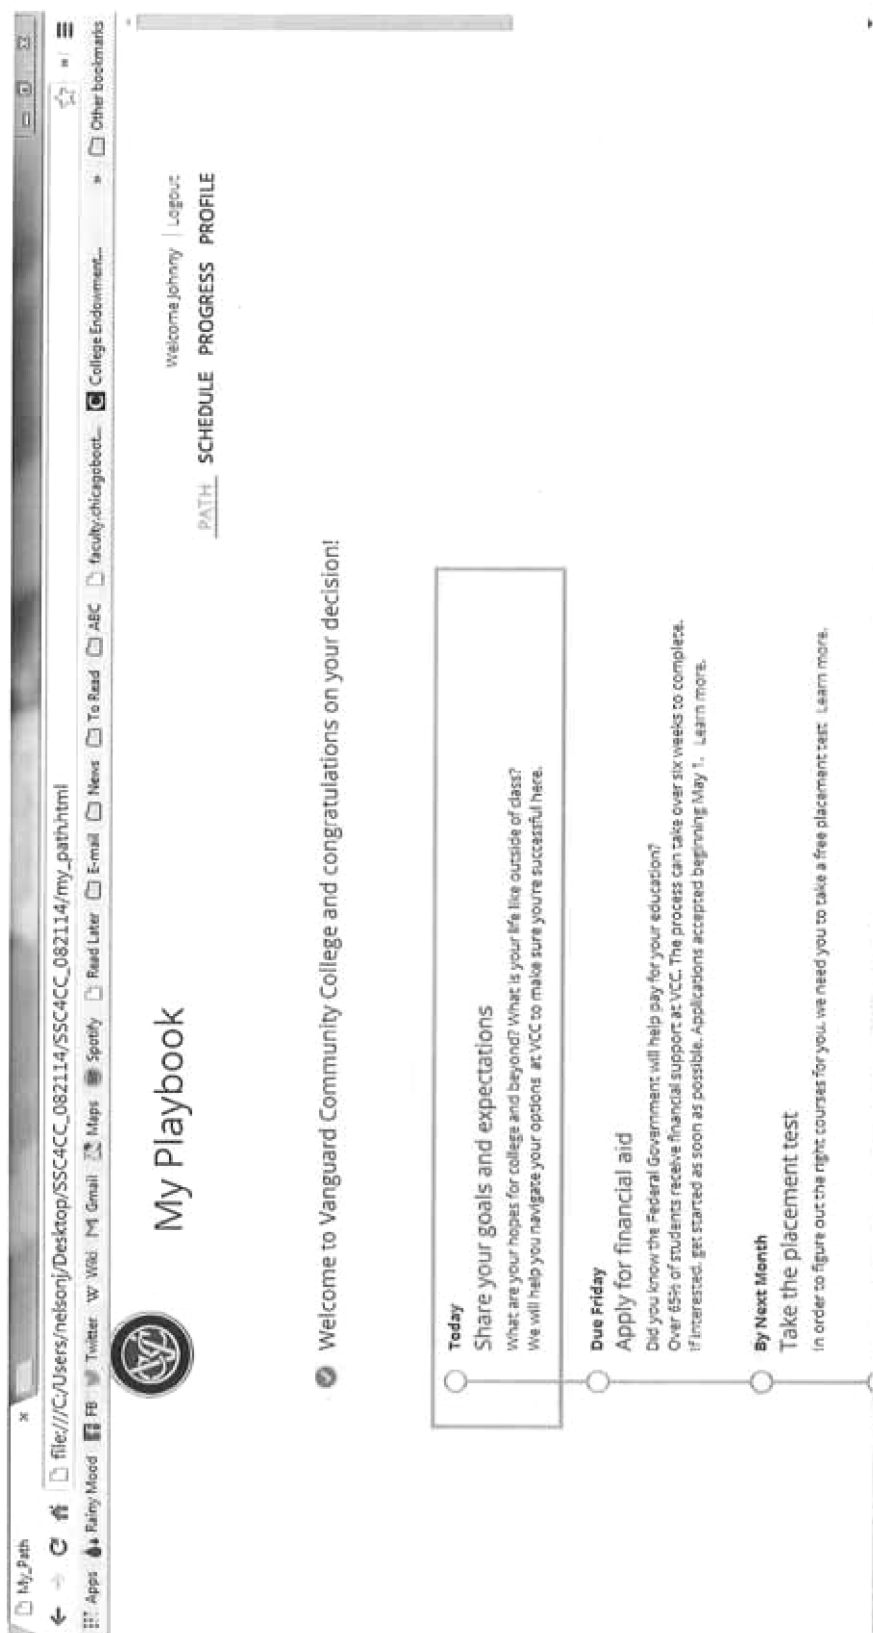 My_Path
file:///C:/Users/nelsonj/Desktop/SSC4CC_082114/SSC4CC_082114/my_path.html
Apps Rainy Mood FB Twitter W Wiki Gmail Maps Spotify Read Later E-mail News To Read ABC faculty.chicagoboot... College Endowment... » Other bookmarks
Welcome Johnny | Logout
My Playbook
PATH SCHEDULE PROGRESS PROFILE
Welcome to Vanguard Community College and congratulations on your decision!
Today
Share your goals and expectations
What are your hopes for college and beyond? What is your life like outside of class?
We will help you navigate your options at VCC to make sure you're successful here.
Due Friday
Apply for financial aid
Did you know the Federal Government will help pay for your education?
Over 65% of students receive financial support at VCC. The process can take over six weeks to complete.
If interested, get started as soon as possible. Applications accepted beginning May 1. Learn more.
By Next Month
Take the placement test
In order to figure out the right courses for you, we need you to take a free placement test Learn more.